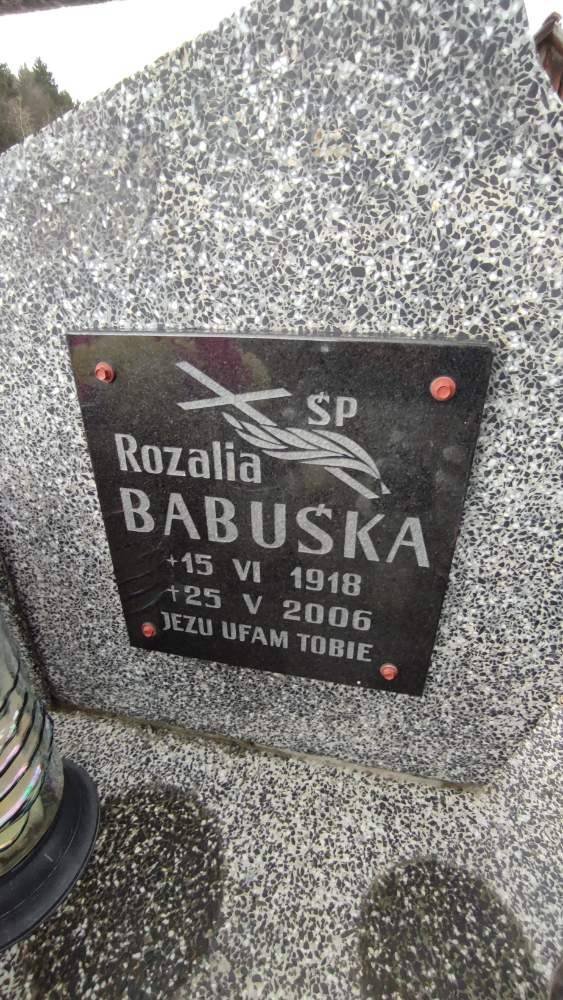 ŚP
Rozalia
BABUŚKA
*15 VI 1918
+25 V 2006
JEZU UFAM TOBIE